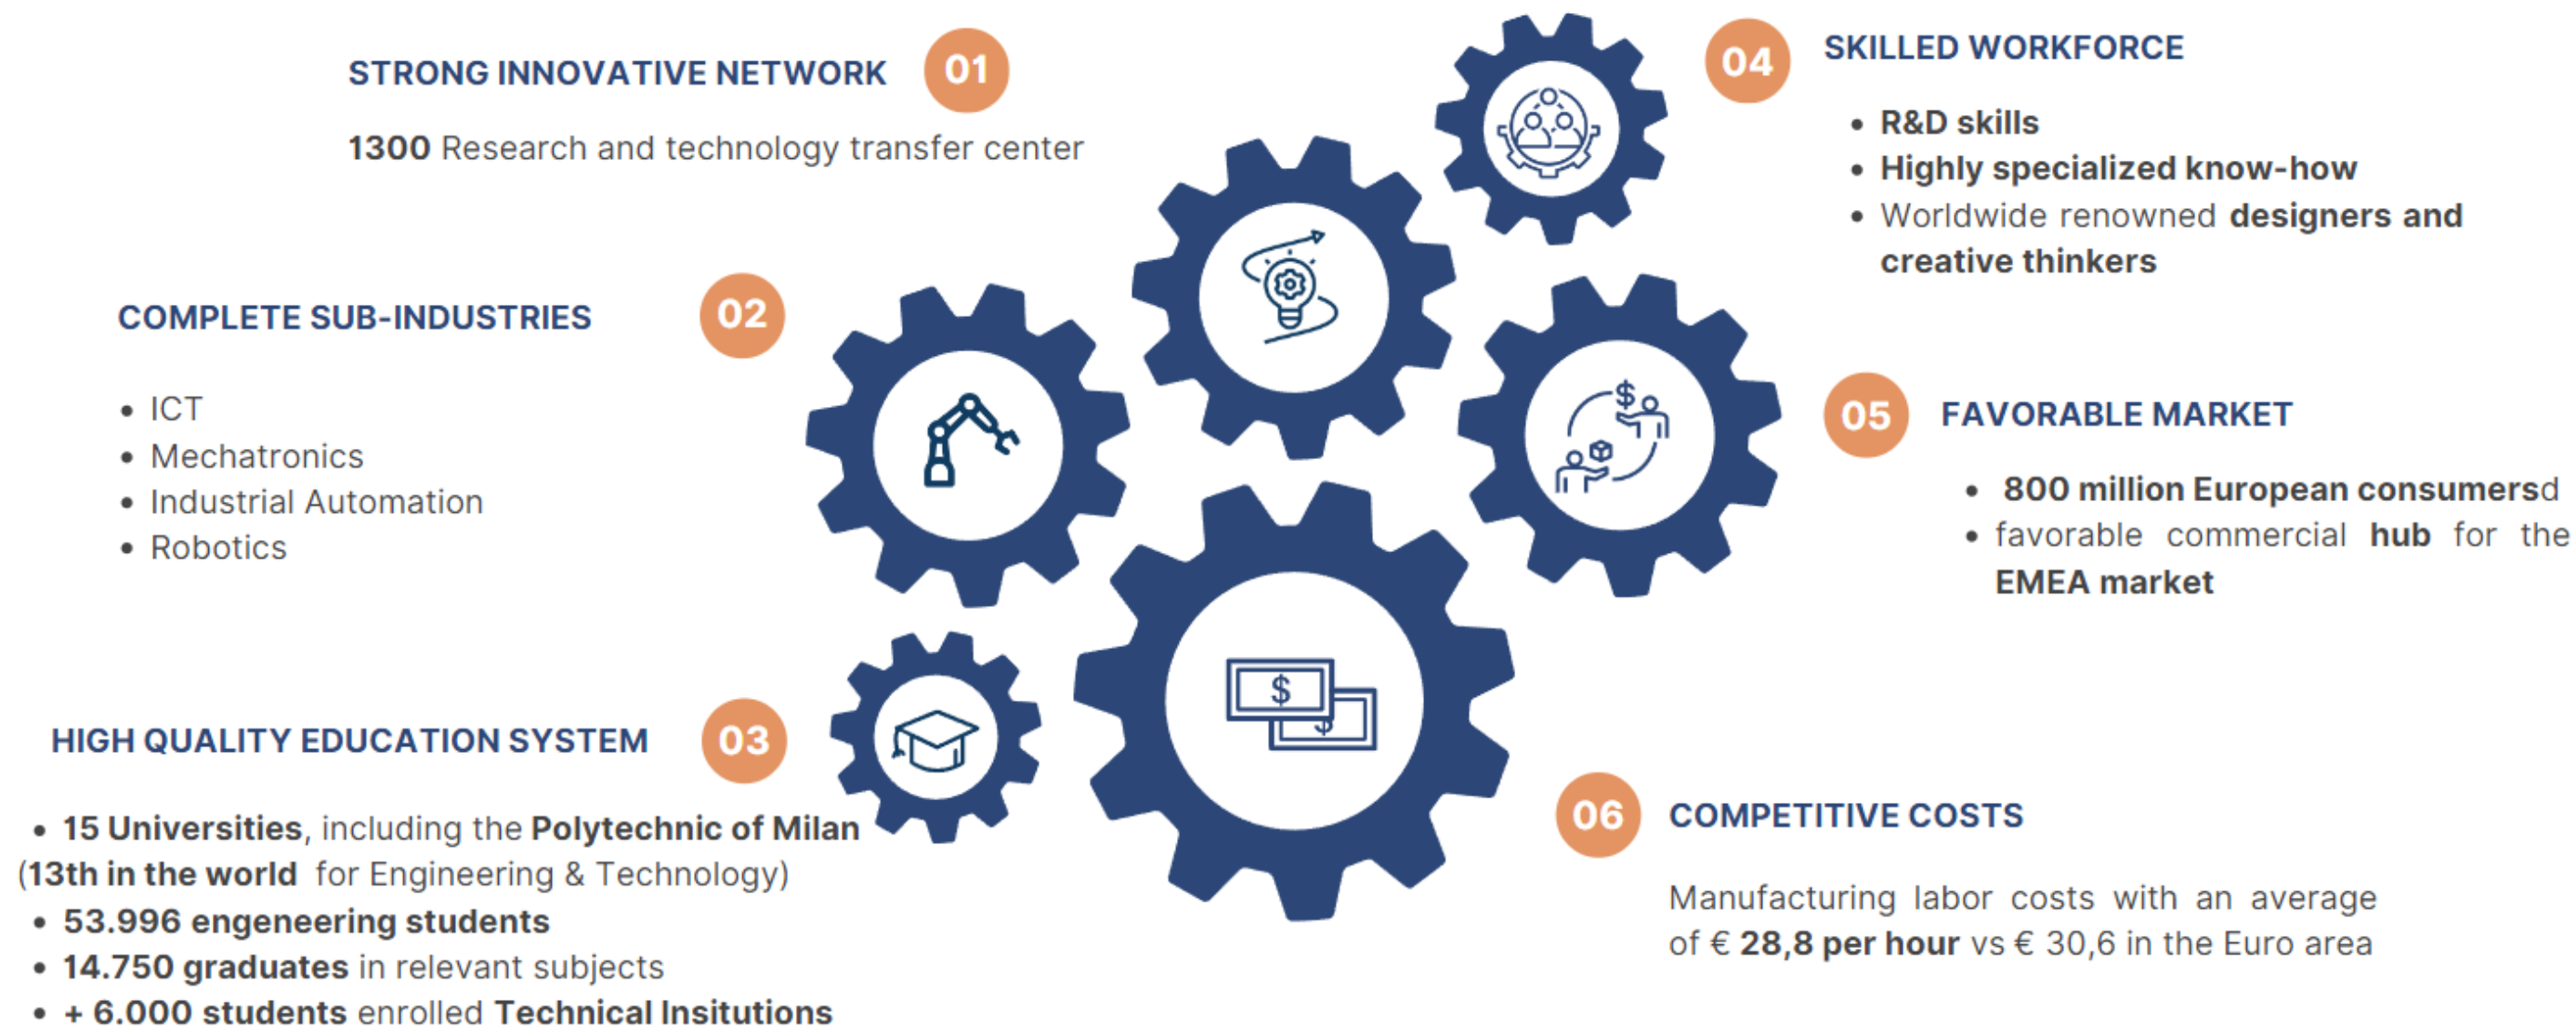 STRONG INNOVATIVE NETWORK
01
1300 Research and technology transfer center
COMPLETE SUB-INDUSTRIES
02
• ICT
• Mechatronics
• Industrial Automation
• Robotics
HIGH QUALITY EDUCATION SYSTEM
03
• 15 Universities, including the Polytechnic of Milan
(13th in the world for Engineering & Technology)
• 53.996 engeneering students
• 14.750 graduates in relevant subjects
• + 6.000 students enrolled Technical Insitutions
04
SKILLED WORKFORCE
• R&D skills
• Highly specialized know-how
• Worldwide renowned designers and
creative thinkers
$
05
FAVORABLE MARKET
• 800 million European consumersd
• favorable commercial hub for the
EMEA market
$
$
06
COMPETITIVE COSTS
Manufacturing labor costs with an average
of € 28,8 per hour vs € 30,6 in the Euro area